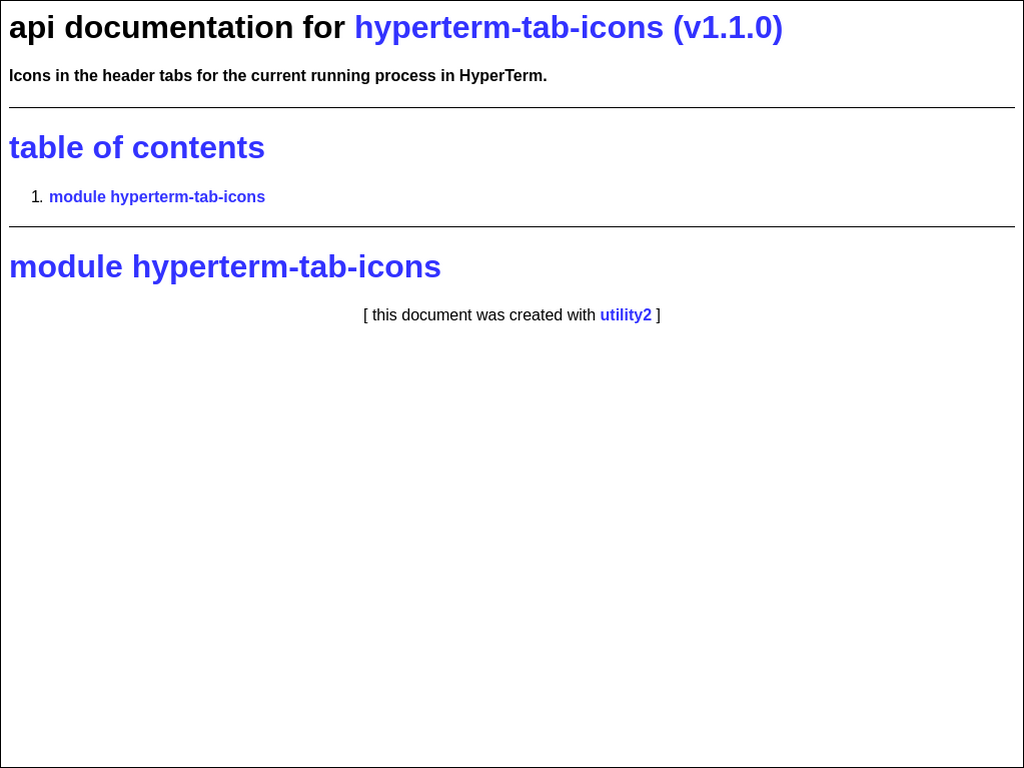 api documentation for hyperterm-tab-icons (v1.1.0)
Icons in the header tabs for the current running process in HyperTerm.
table of contents
1. module hyperterm-tab-icons
module hyperterm-tab-icons
[ this document was created with utility2 ]